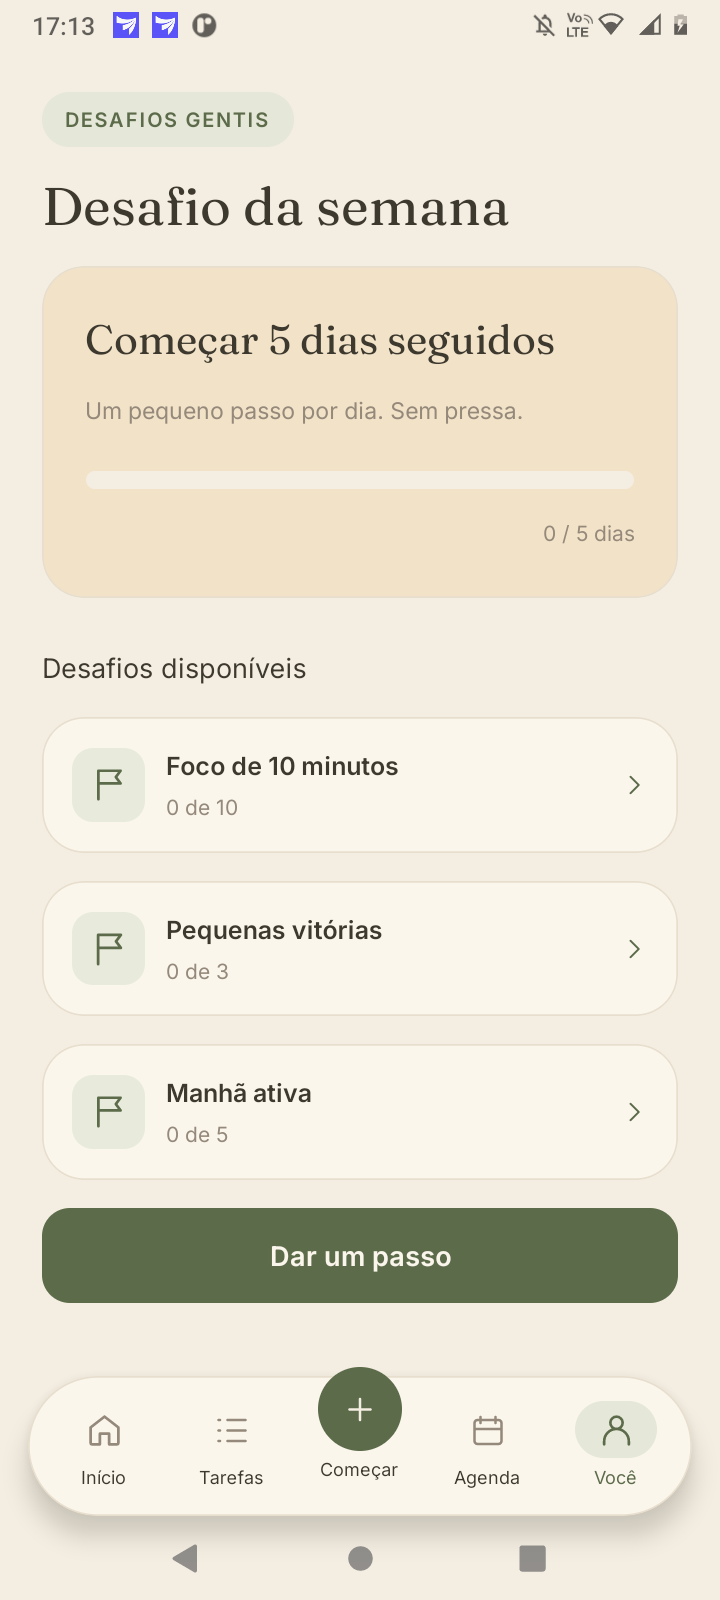 17:13
Vo LTE
DESAFIOS GENTIS
Desafio da semana
Começar 5 dias seguidos
Um pequeno passo por dia. Sem pressa.
0 / 5 dias
Desafios disponíveis
Foco de 10 minutos
0 de 10
Pequenas vitórias
0 de 3
Manhã ativa
0 de 5
Dar um passo
Início
Tarefas
Começar
Agenda
Você